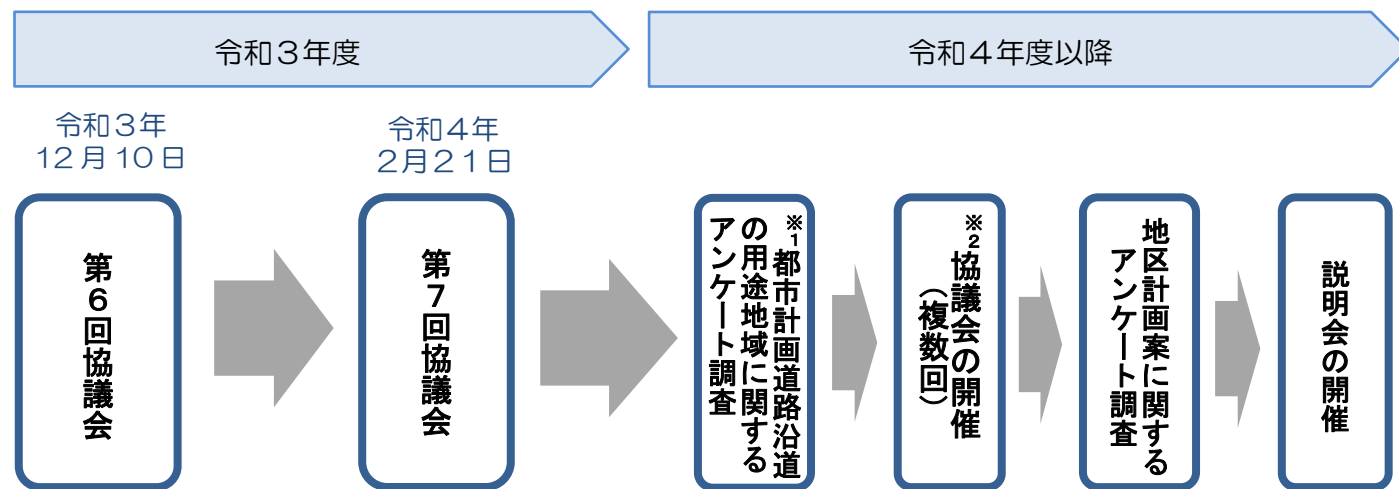 令和３年度
令和４年度以降
令和３年
12月10日
令和４年
２月２１日
第６回協議会
第７回協議会
※1都市計画道路沿道
の用途地域に関する
アンケート調査
※2協議会の開催
（複数回）
地区計画案に関する
アンケート調査
説明会の開催